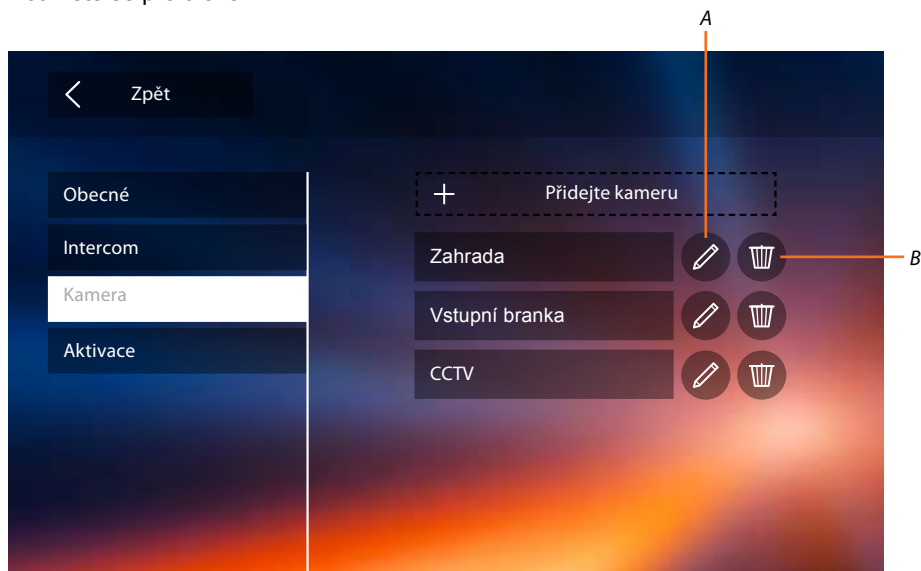 A
Zpět
Obecné
Přidejte kameru
Intercom
Zahrada
B
Kamera
Vstupní branka
Aktivace
CCTV